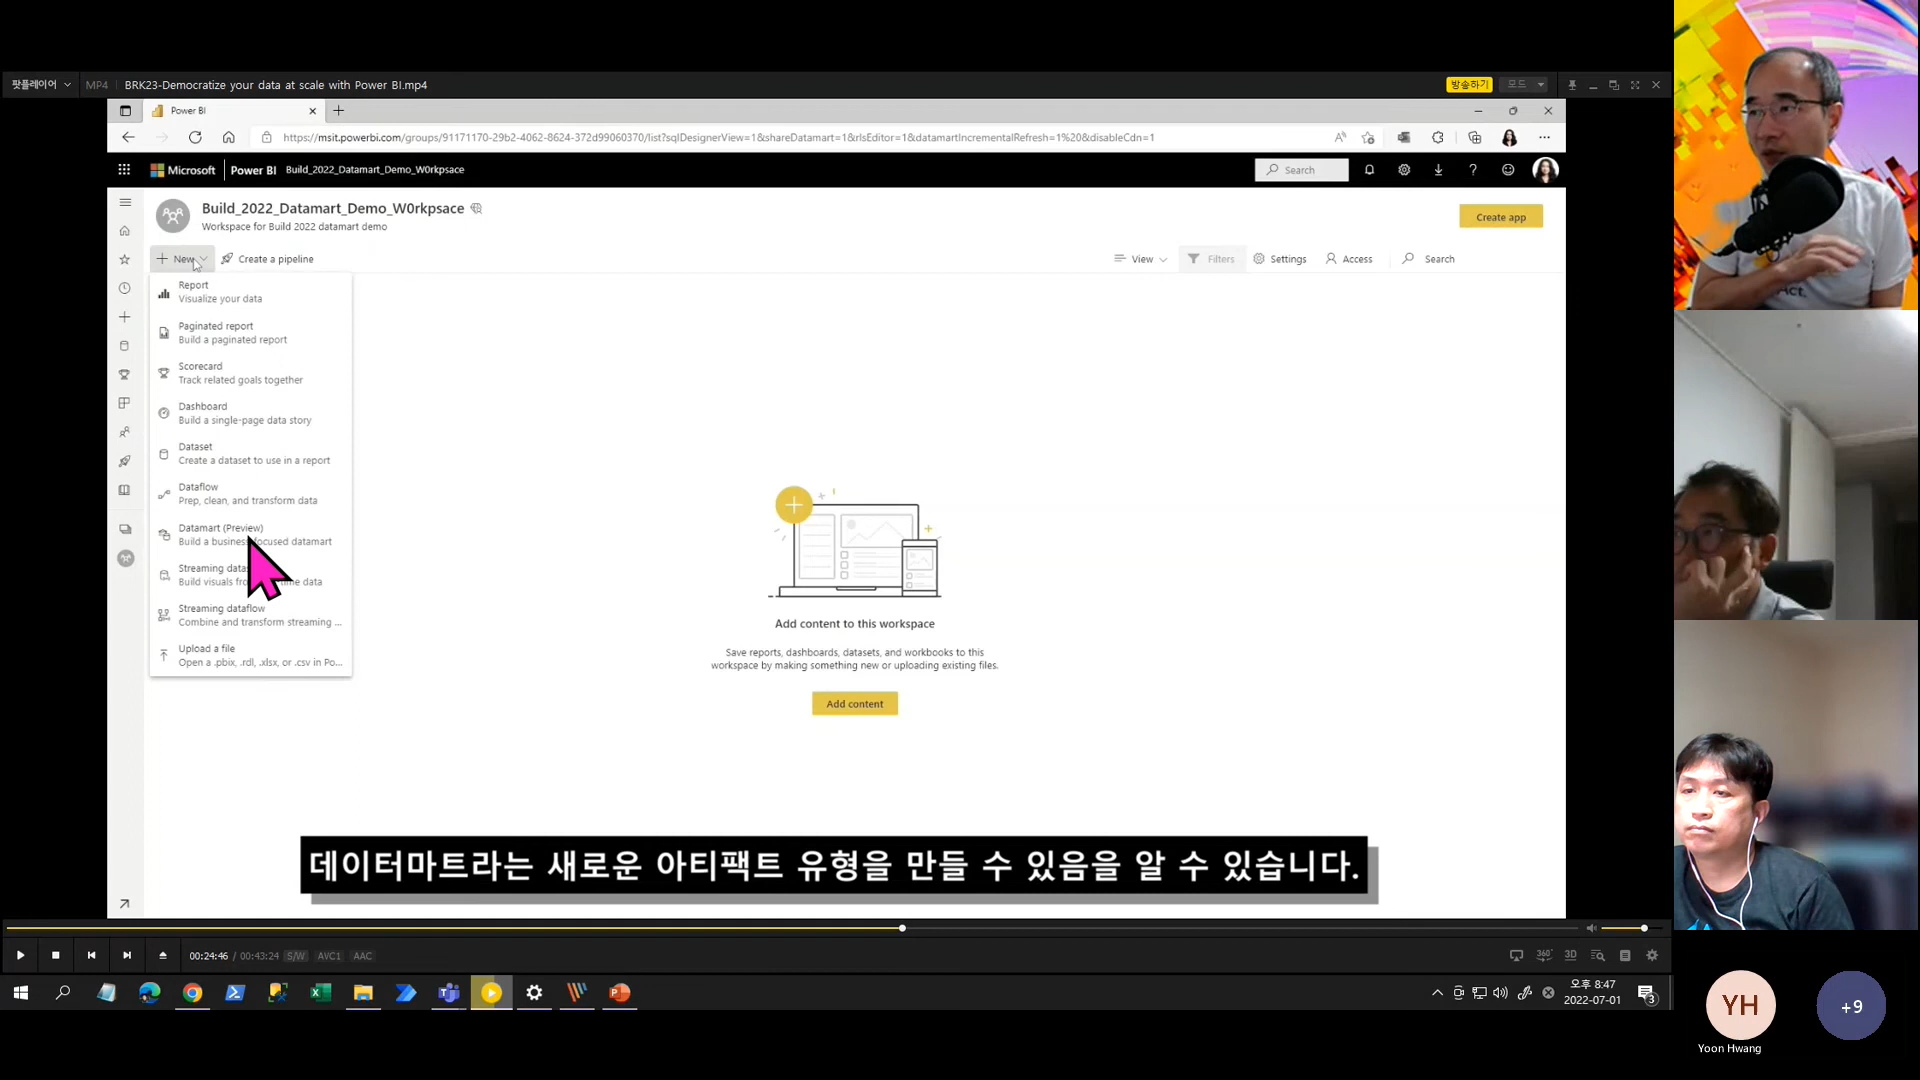 팟플레이어
MP4
BRK23-Democratize your data at scale with Power BI.mp4
방송하기
모드
Power BI
https://msit.powerbi.com/groups/91171170-29b2-4062-8624-372d99060370/list?sqlDesignerView=1&shareDatamart=1&rlsEditor=1&datamartIncrementalRefresh=1%20&disableCdn=1
Microsoft
Power BI
Build_2022_Datamart_Demo_W0rkpsace
Search
Build_2022_Datamart_Demo_W0rkpsace
Workspace for Build 2022 datamart demo
Create app
New
Create a pipeline
View
Filters
Settings
Access
Search
Report
Visualize your data
Paginated report
Build a paginated report
Scorecard
Track related goals together
Dashboard
Build a single-page data story
Dataset
Create a dataset to use in a report
Dataflow
Prep, clean, and transform data
Datamart (Preview)
Build a business focused datamart
Streaming
Build visuals time data
Streaming dataflow
Combine and transform streaming ...
Upload a file
Open a .pbix, .rdl, .xlsx, or .csv in Po...
Add content to this workspace
Save reports, dashboards, datasets, and workbooks to this
workspace by making something new or uploading existing files.
Add content
데이터마트라는 새로운 아티팩트 유형을 만들 수 있음을 알 수 있습니다.
00:24:46 / 00:43:24 S/W AVC1 AAC
360°
3D
오후 8:47
2022-07-01
3
Act.
YH
Yoon Hwang
+9